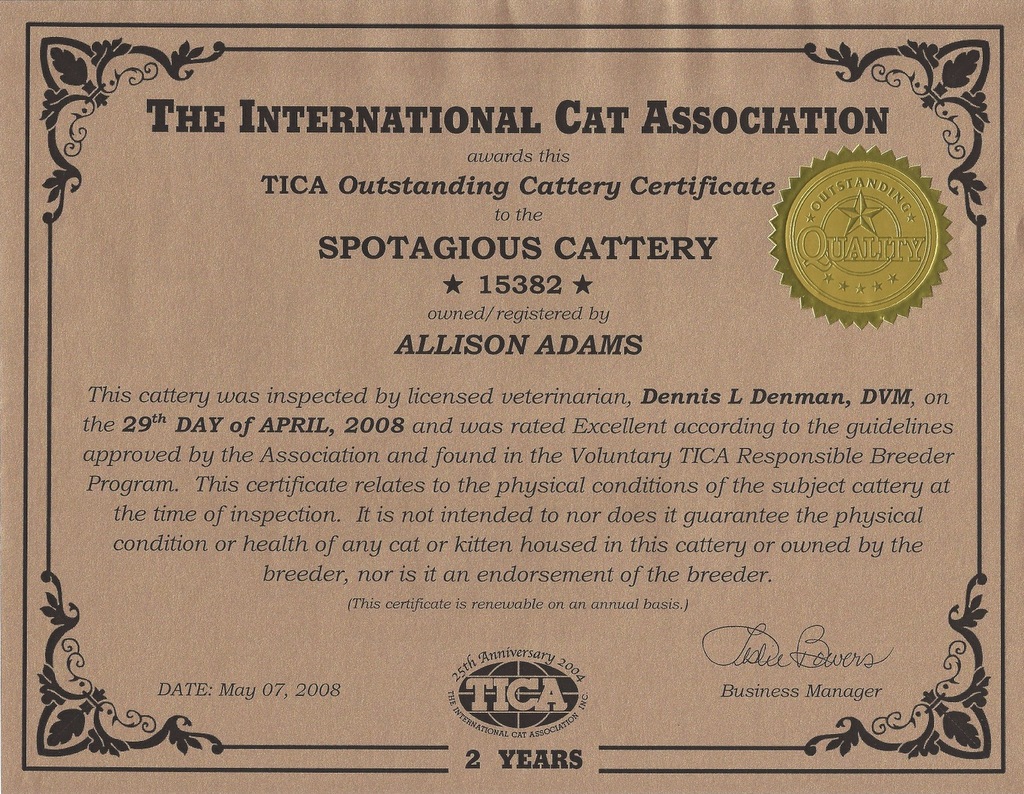 THE INTERNATIONAL CAT ASSOCIATION
awards this
TICA Outstanding Cattery Certificate
to the
SPOTAGIOUS CATTERY
★ 15382 ★
owned/registered by
ALLISON ADAMS
OUTSTANDING
QUALITY
This cattery was inspected by licensed veterinarian, Dennis L Denman, DVM, on
the 29th DAY of APRIL, 2008 and was rated Excellent according to the guidelines
approved by the Association and found in the Voluntary TICA Responsible Breeder
Program. This certificate relates to the physical conditions of the subject cattery at
the time of inspection. It is not intended to nor does it guarantee the physical
condition or health of any cat or kitten housed in this cattery or owned by the
breeder, nor is it an endorsement of the breeder.
(This certificate is renewable on an annual basis.)
Leslie Bowers
DATE: May 07, 2008
Business Manager
25th Anniversary 2004
TICA
THE INTERNATIONAL CAT ASSOCIATION INC.
2 YEARS